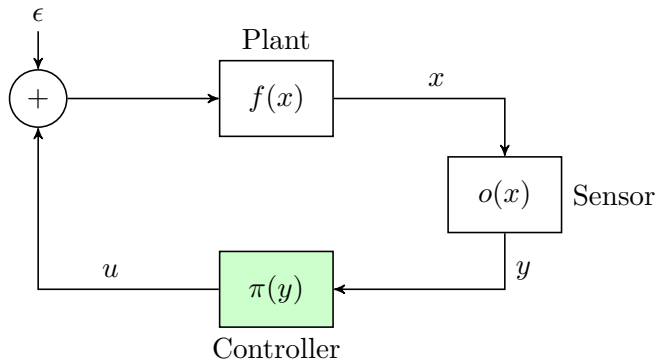 ϵ
Plant
+
f(x)
x
o(x)
Sensor
u
π(y)
y
Controller